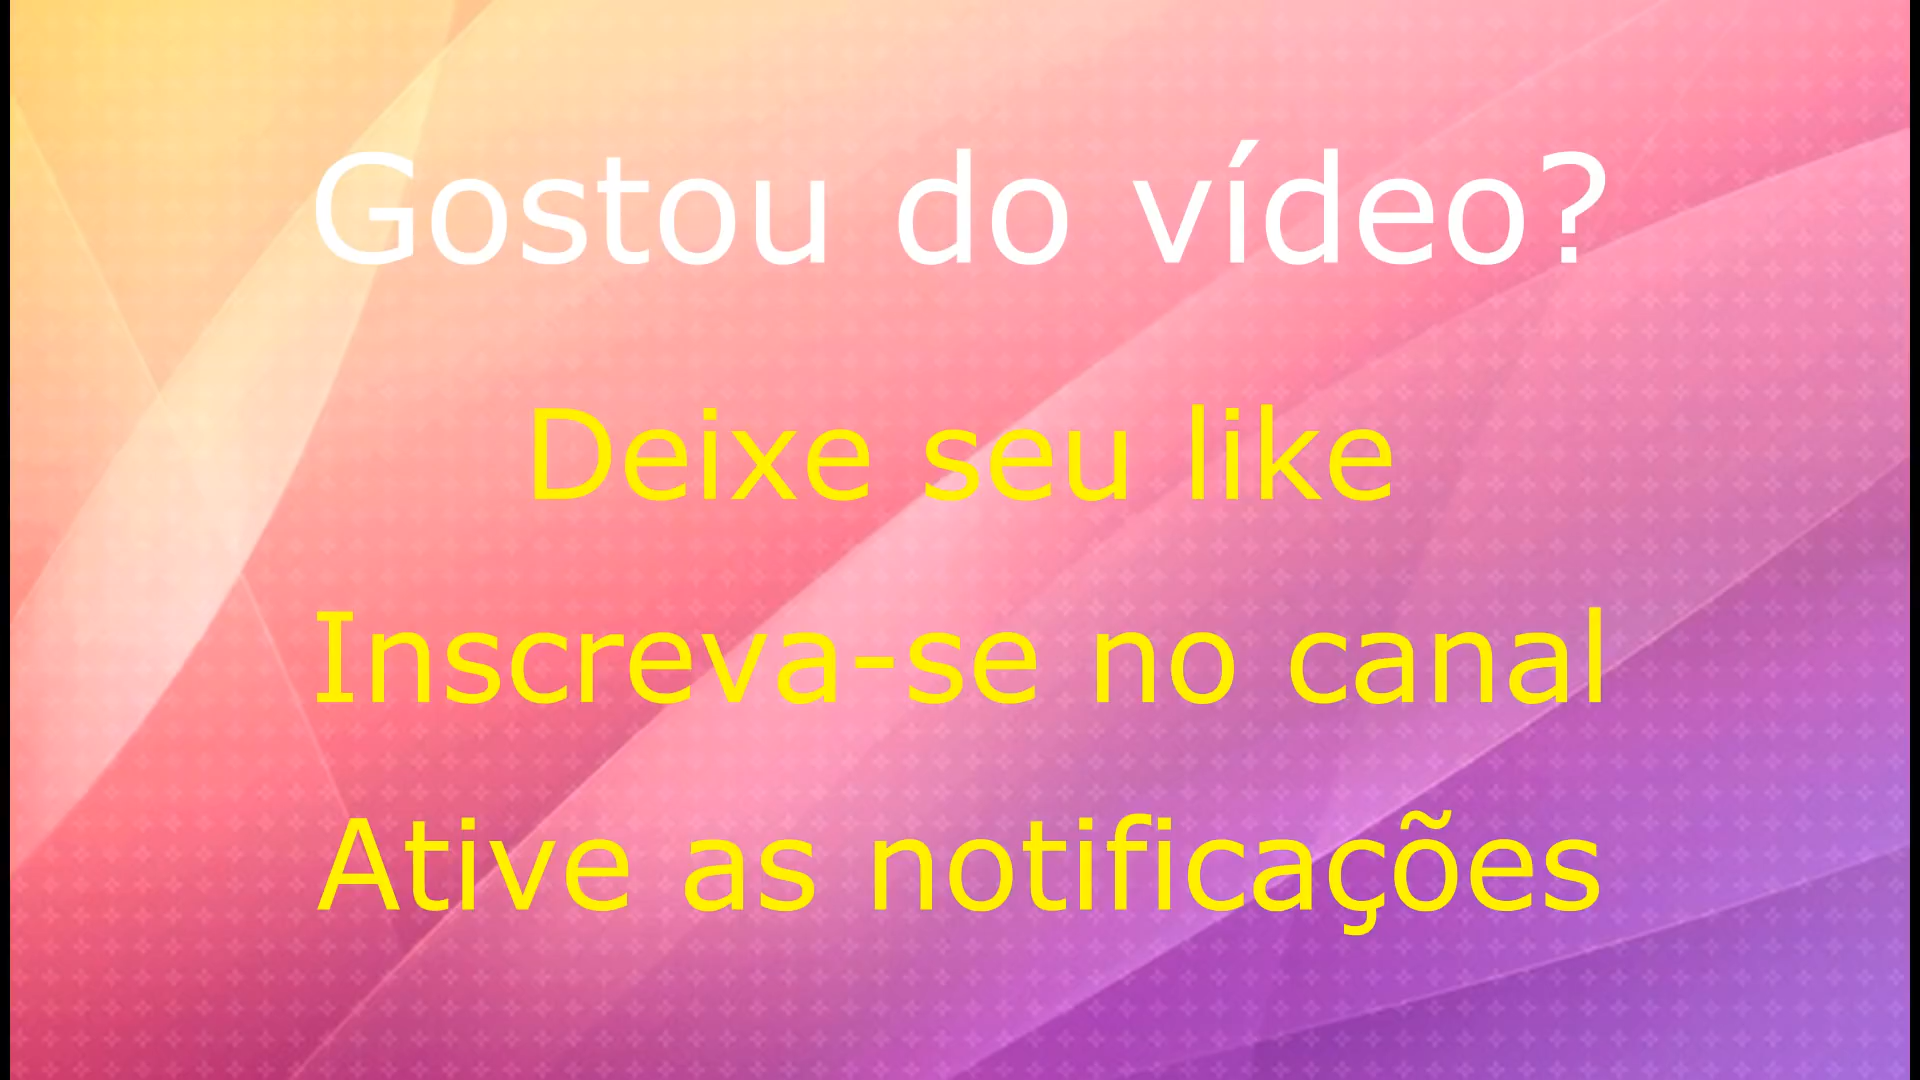 Gostou do vídeo?
Deixe seu like
Inscreva-se no canal
Ative as notificações